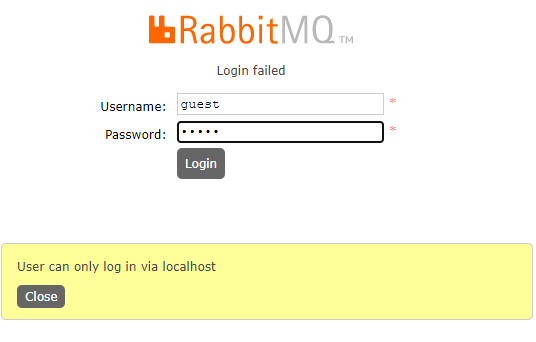 RabbitMQ™
Login failed
Username: guest *
Password: ••••• *
Login
User can only log in via localhost
Close